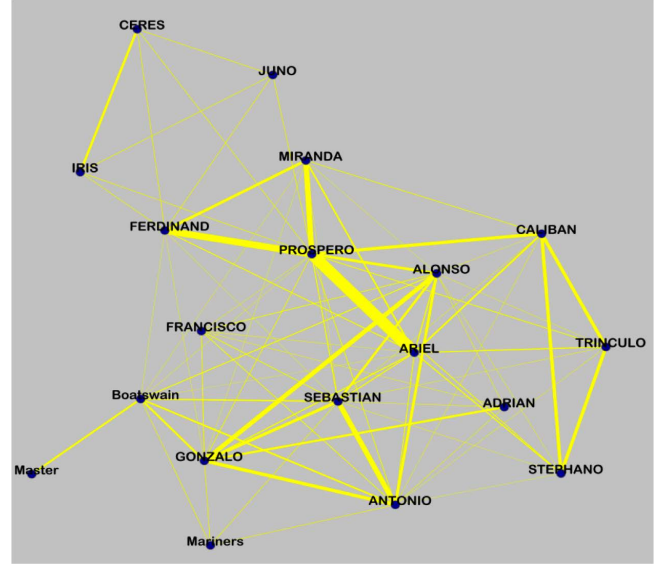 CERES
JUNO
MIRANDA
IRIS
FERDINAND
CALIBAN
PROSPERO
ALONSO
FRANCISCO
ARIEL
TRINCULO
Boatswain
SEBASTIAN
ADRIAN
GONZALO
Master
STEPHANO
ANTONIO
Mariners